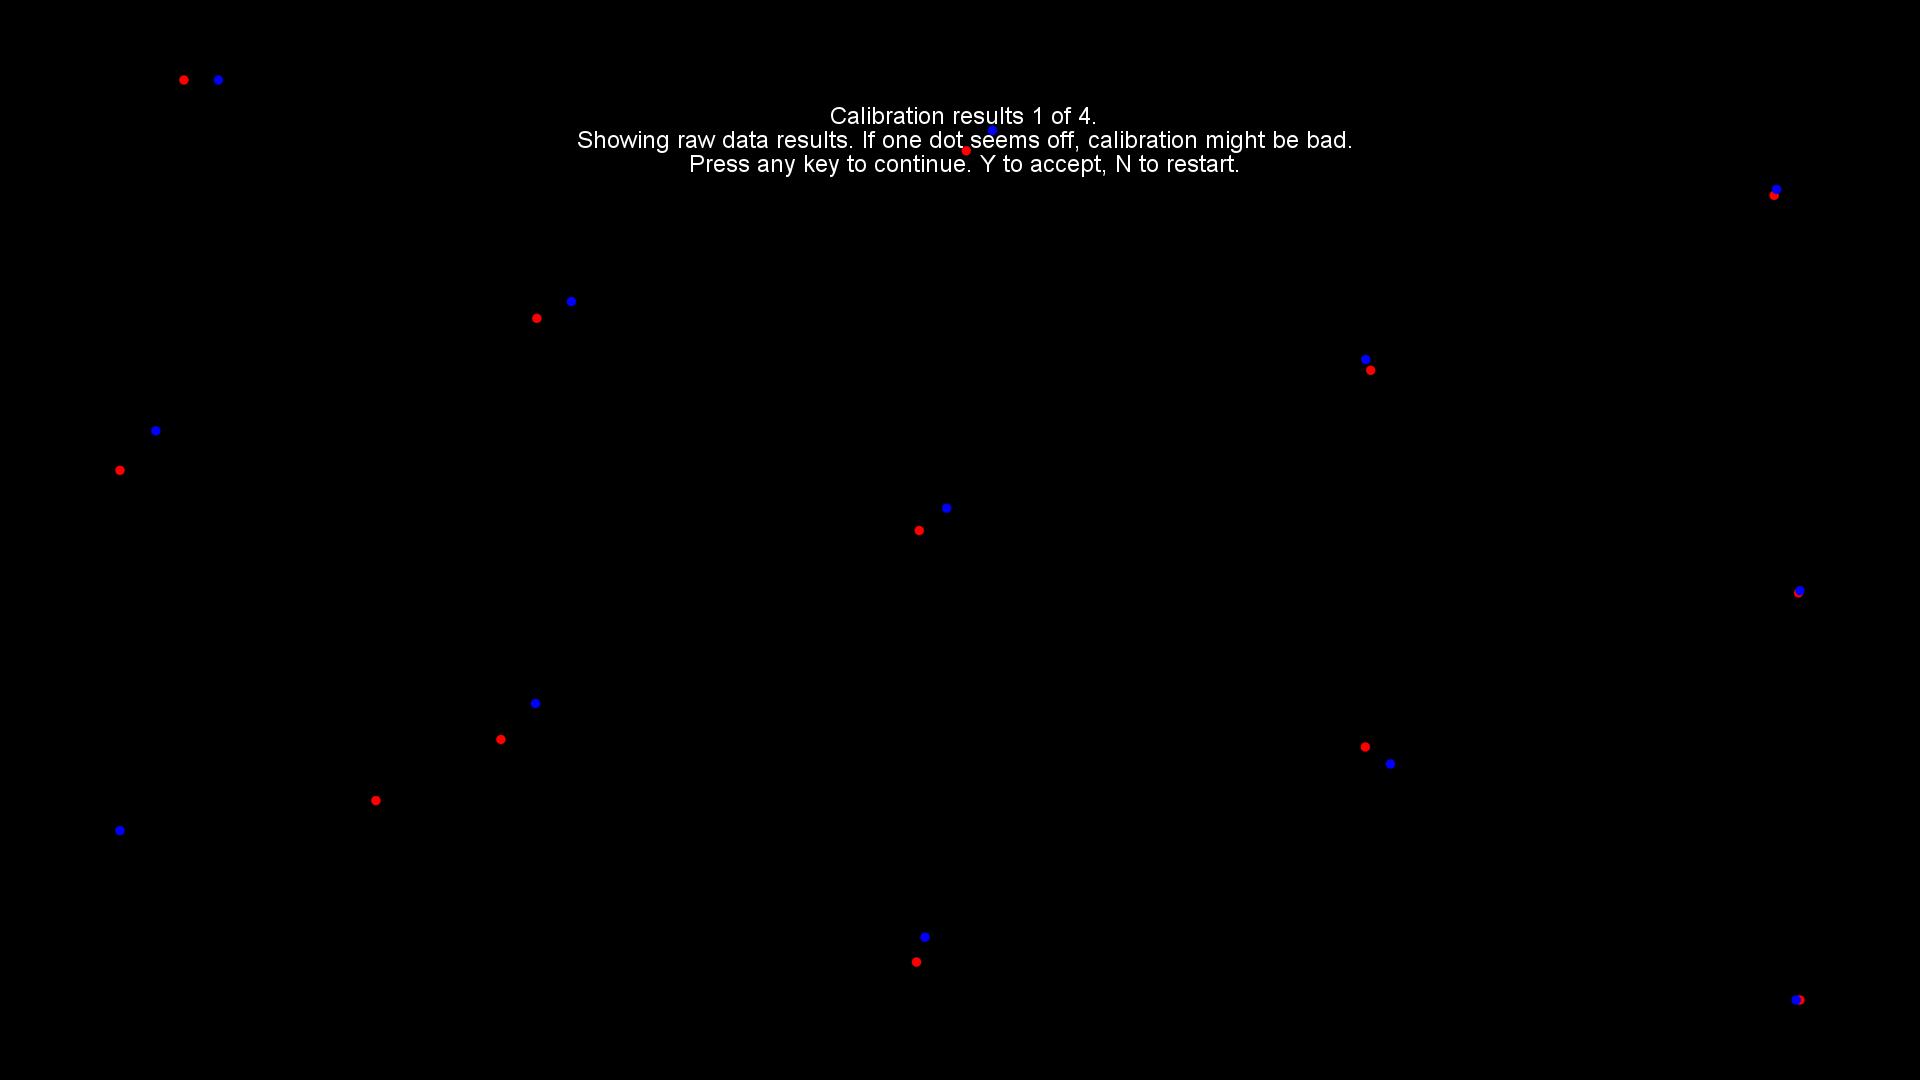 Calibration results 1 of 4.
Showing raw data results. If one dot seems off, calibration might be bad.
Press any key to continue. Y to accept, N to restart.